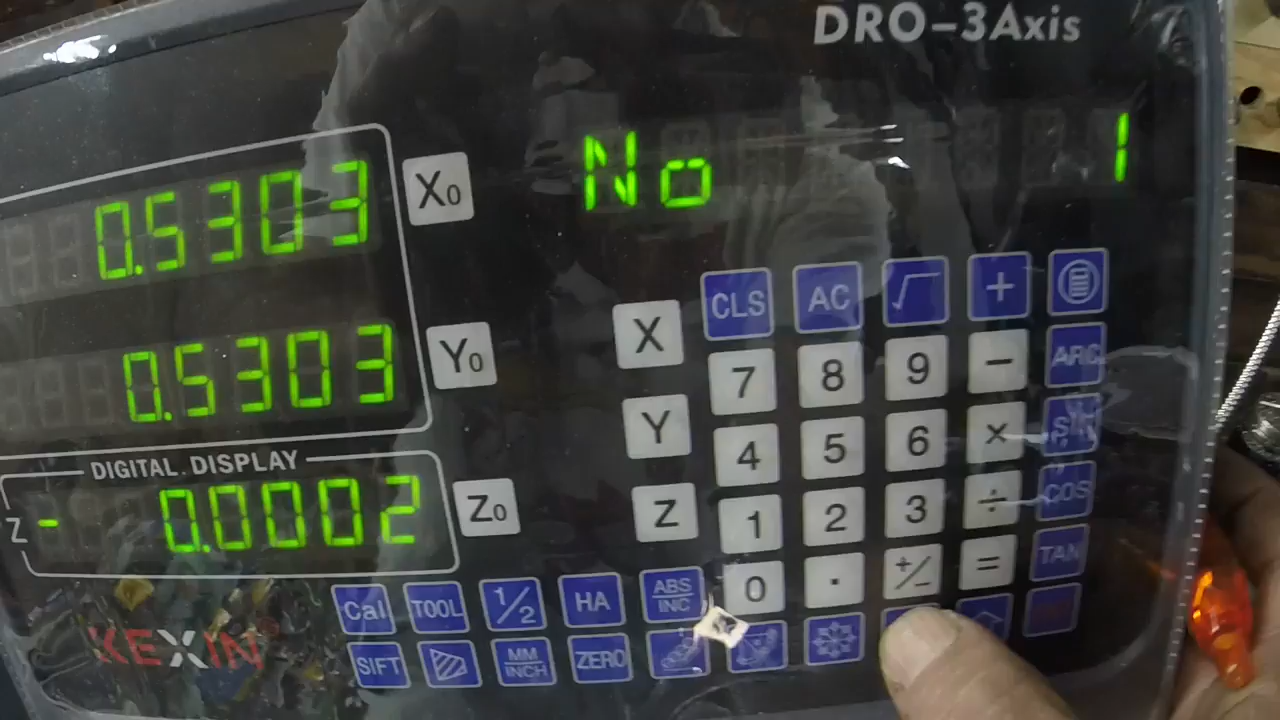 DRO-3Axis
No 1
0.5303 X0
0.5303 Y0
DIGITAL DISPLAY
Z - 0.0002 Z0
X CLS AC √ +
7 8 9 - ARC
Y 4 5 6 × SIN
Z 1 2 3 ÷ COS
0 . +/- = TAN
Cal TOOL 1/2 HA ABS/INC
KEXIN
SIFT MM/INCH ZERO